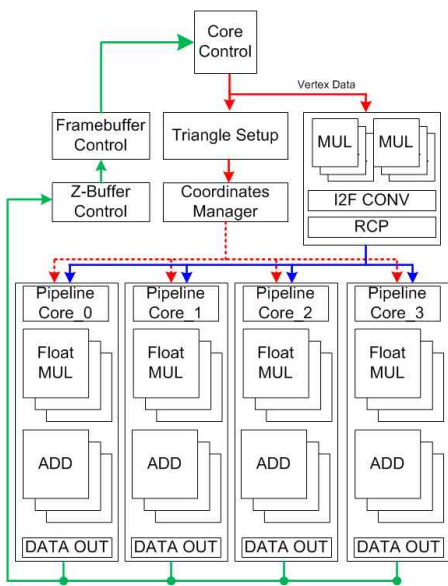 Core
Control
Vertex Data
Framebuffer
Control
Triangle Setup
MUL
MUL
Z-Buffer
Control
Coordinates
Manager
I2F CONV
RCP
Pipeline
Core_0
Float
MUL
ADD
DATA OUT
Pipeline
Core_1
Float
MUL
ADD
DATA OUT
Pipeline
Core_2
Float
MUL
ADD
DATA OUT
Pipeline
Core_3
Float
MUL
ADD
DATA OUT